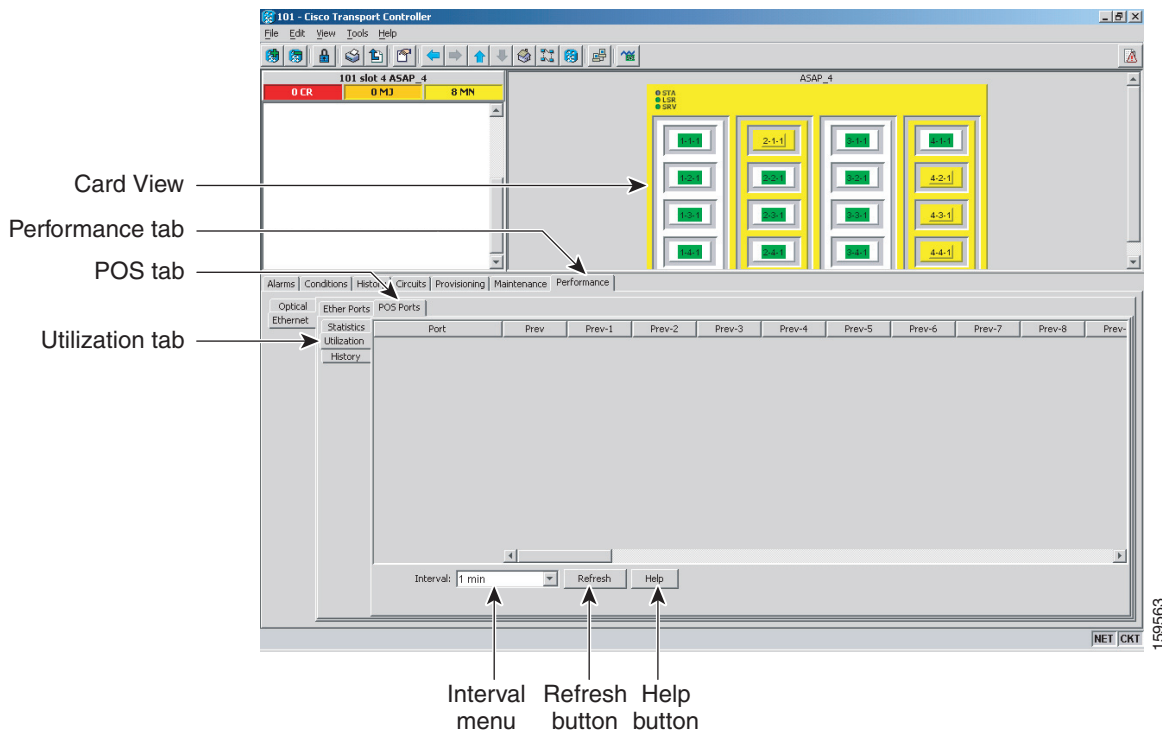 101 - Cisco Transport Controller
File Edit View Tools Help
101 slot 4 ASAP_4
0 CR 0 MJ 8 MN
ASAP_4
STA
LSR
SRV
1-1-1 2-1-1 3-1-1 4-1-1
1-2-1 2-2-1 3-2-1 4-2-1
1-3-1 2-3-1 3-3-1 4-3-1
1-4-1 2-4-1 3-4-1 4-4-1
Card View
Performance tab
POS tab
Utilization tab
Alarms Conditions History Circuits Provisioning Maintenance Performance
Optical
Ethernet
Ether Ports POS Ports
Statistics
Utilization
History
Port Prev Prev-1 Prev-2 Prev-3 Prev-4 Prev-5 Prev-6 Prev-7 Prev-8 Prev-
Interval: 1 min Refresh Help
NET CKT
Interval menu
Refresh button
Help button
159563